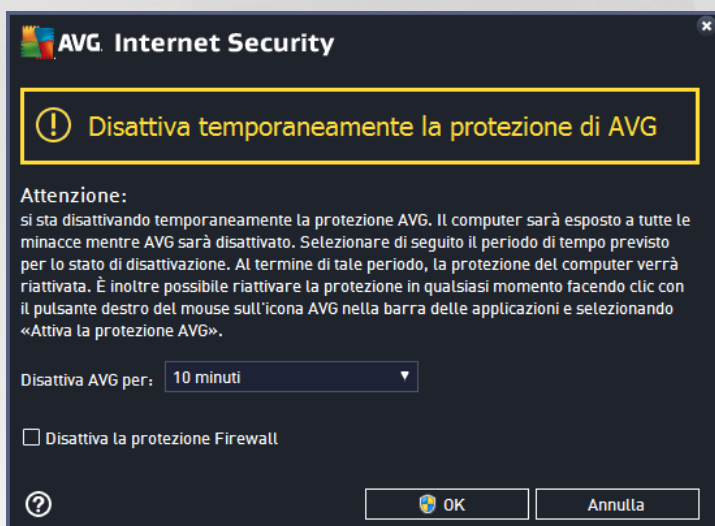 AVG Internet Security
Disattiva temporaneamente la protezione di AVG
Attenzione:
si sta disattivando temporaneamente la protezione AVG. Il computer sarà esposto a tutte le
minacce mentre AVG sarà disattivato. Selezionare di seguito il periodo di tempo previsto
per lo stato di disattivazione. Al termine di tale periodo, la protezione del computer verrà
riattivata. È inoltre possibile riattivare la protezione in qualsiasi momento facendo clic con
il pulsante destro del mouse sull'icona AVG nella barra delle applicazioni e selezionando
«Attiva la protezione AVG».
Disattiva AVG per: 10 minuti
Disattiva la protezione Firewall
OK Annulla